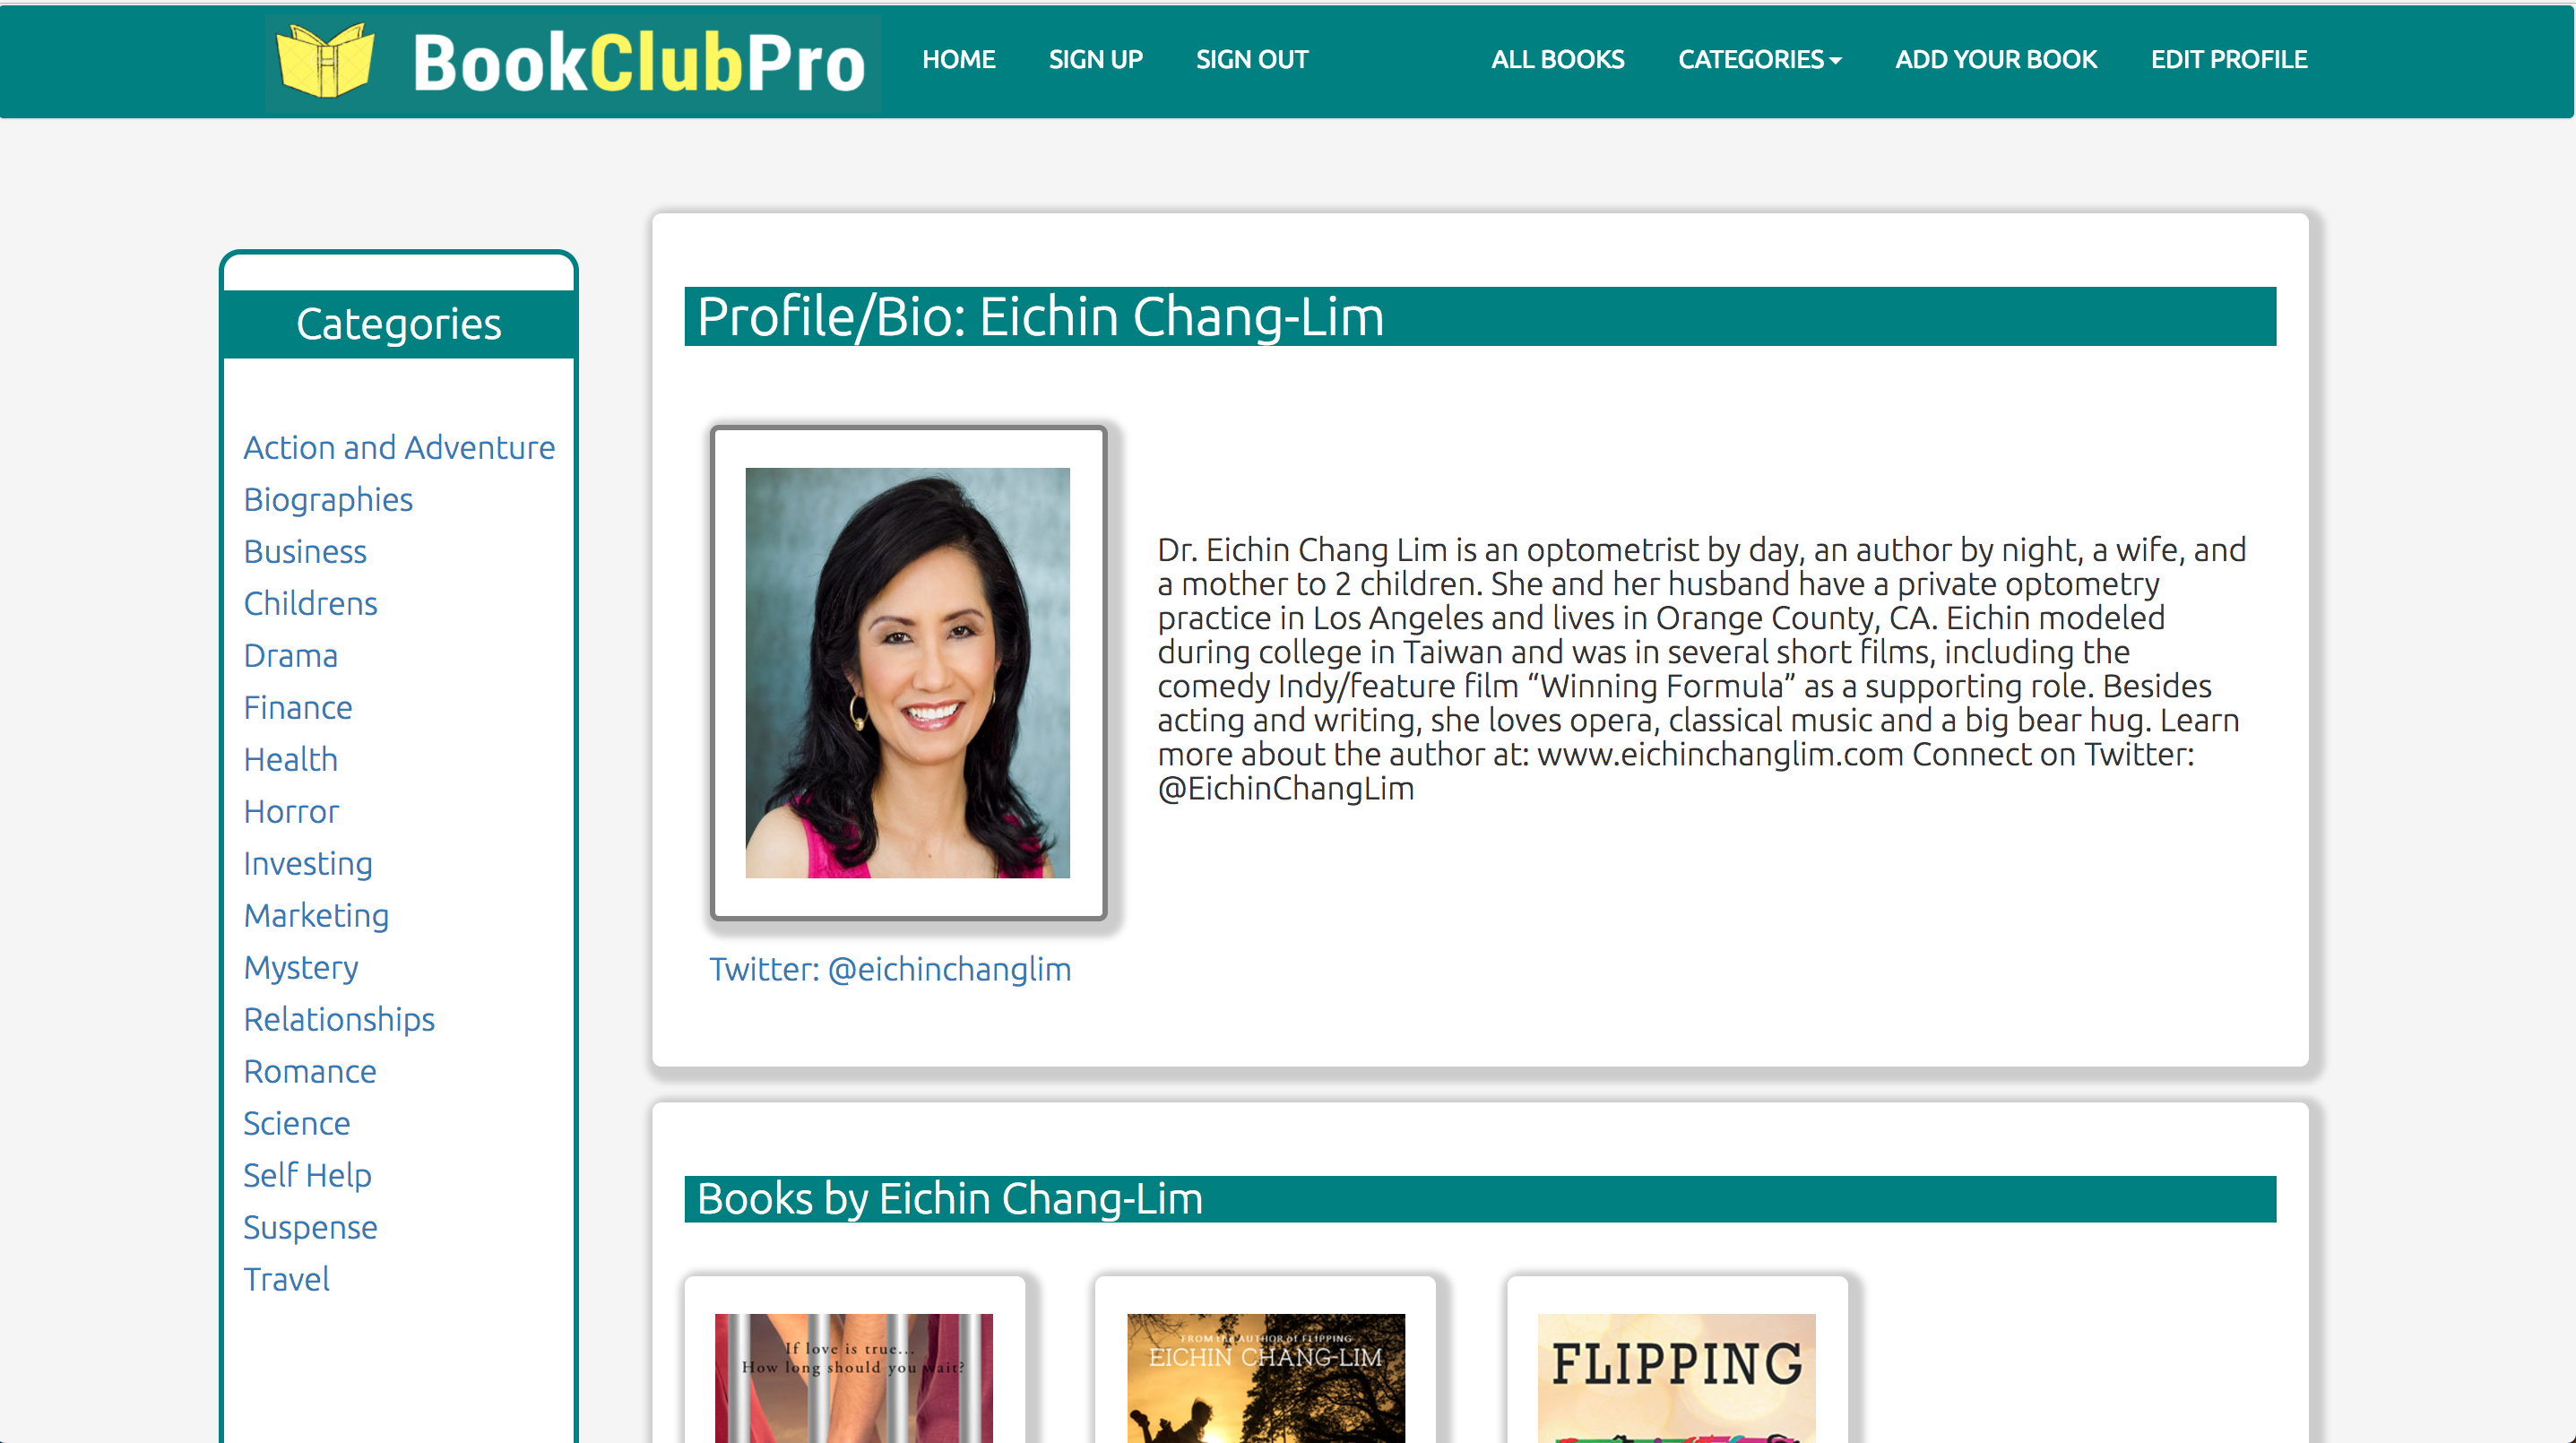 BookClubPro
HOME
SIGN UP
SIGN OUT
ALL BOOKS
CATEGORIES
ADD YOUR BOOK
EDIT PROFILE
Categories
Action and Adventure
Biographies
Business
Childrens
Drama
Finance
Health
Horror
Investing
Marketing
Mystery
Relationships
Romance
Science
Self Help
Suspense
Travel
Profile/Bio: Eichin Chang-Lim
Dr. Eichin Chang Lim is an optometrist by day, an author by night, a wife, and
a mother to 2 children. She and her husband have a private optometry
practice in Los Angeles and lives in Orange County, CA. Eichin modeled
during college in Taiwan and was in several short films, including the
comedy Indy/feature film “Winning Formula” as a supporting role. Besides
acting and writing, she loves opera, classical music and a big bear hug. Learn
more about the author at: www.eichinchanglim.com Connect on Twitter:
@EichinChangLim
Twitter: @eichinchanglim
Books by Eichin Chang-Lim
If love is true...
How long should you wait?
FROM the AUTHOR of FLIPPING
EICHIN CHANG-LIM
FLIPPING